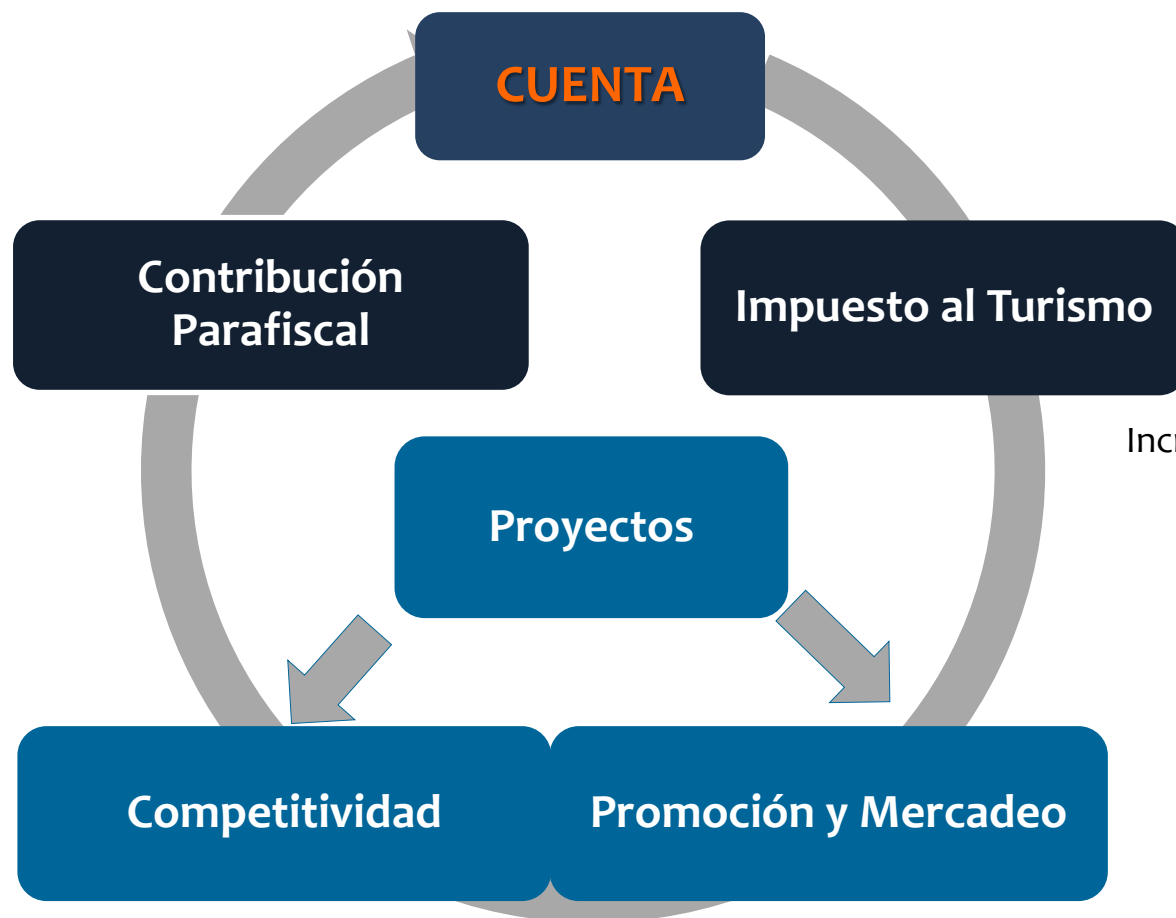 CUENTA
Contribución
Parafiscal
Impuesto al Turismo
Proyectos
Competitividad
Promoción y Mercadeo